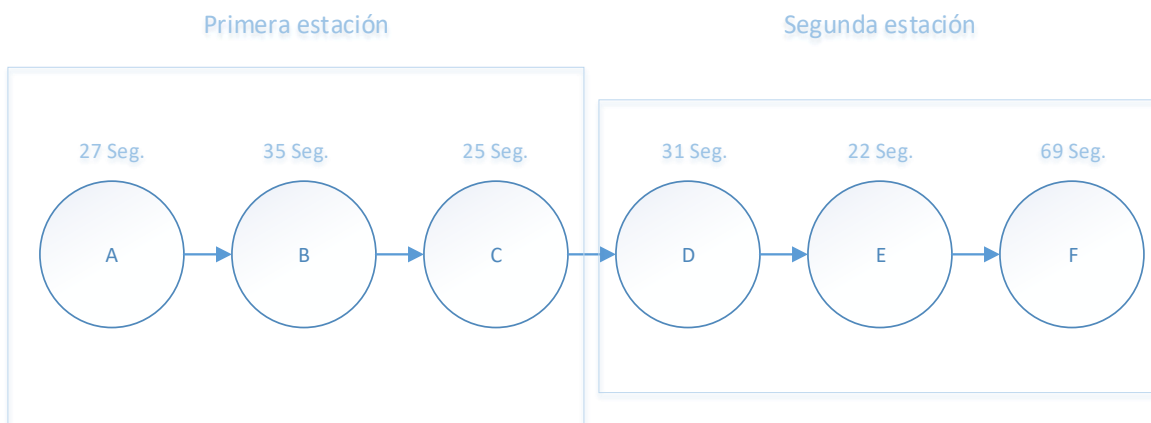 Primera estación
Segunda estación
27 Seg.
35 Seg.
25 Seg.
31 Seg.
22 Seg.
69 Seg.
A
B
C
D
E
F